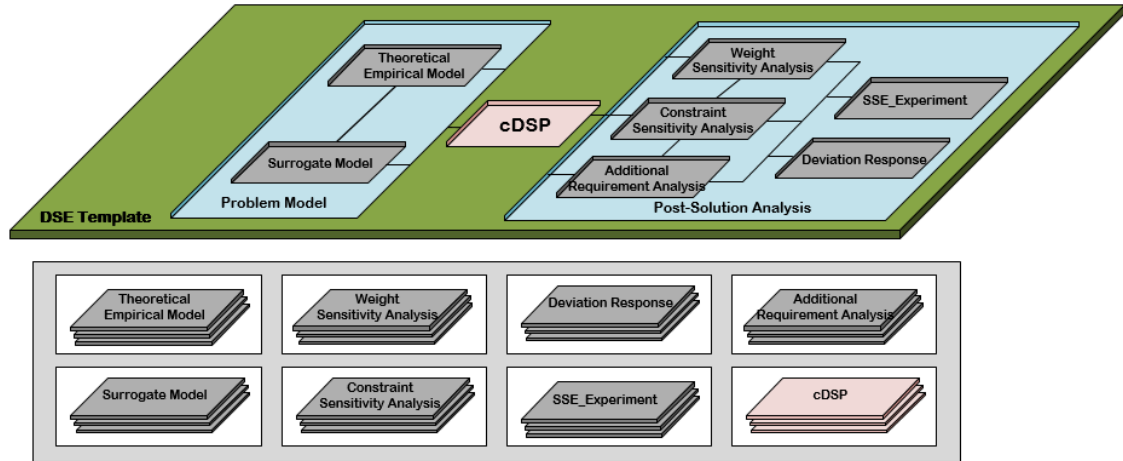 Theoretical
Empirical Model
Surrogate Model
Problem Model
DSE Template
cDSP
Weight
Sensitivity Analysis
Constraint
Sensitivity Analysis
Additional
Requirement Analysis
SSE_Experiment
Deviation Response
Post-Solution Analysis
Theoretical
Empirical Model
Weight
Sensitivity Analysis
Deviation Response
Additional
Requirement Analysis
Surrogate Model
Constraint
Sensitivity Analysis
SSE_Experiment
cDSP